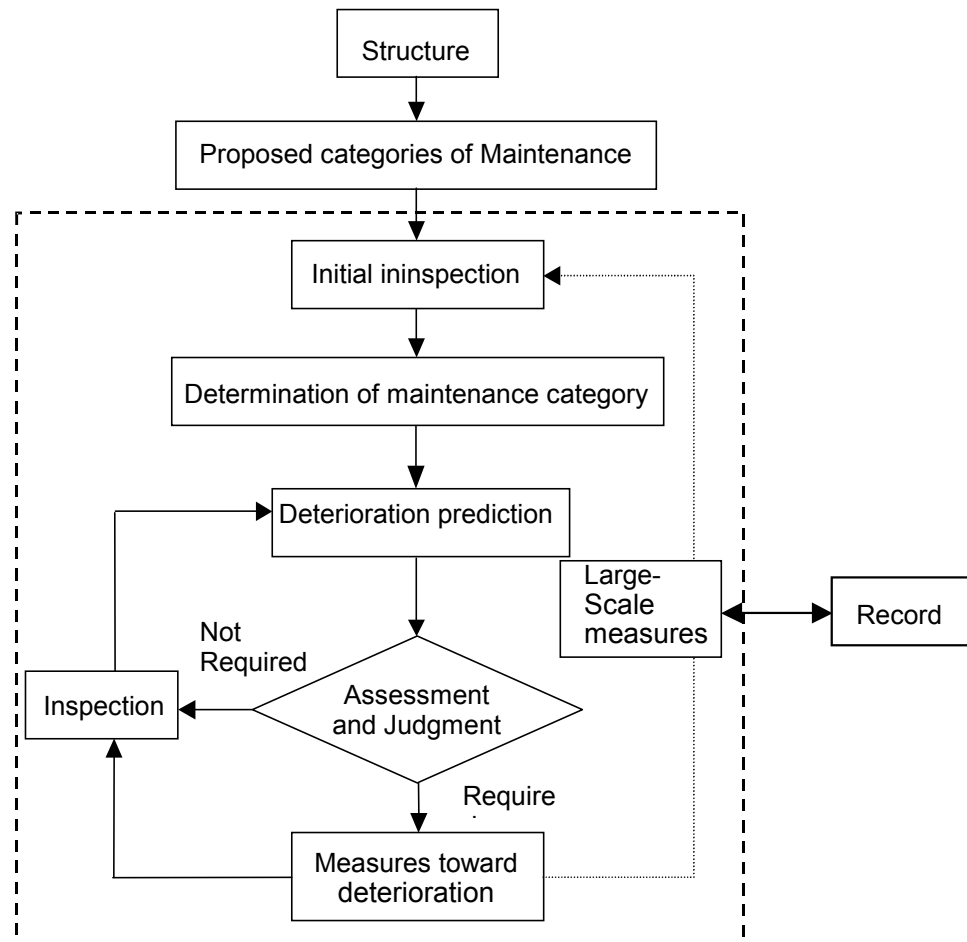 Structure
Proposed categories of Maintenance
Initial ininspection
Determination of maintenance category
Deterioration prediction
Large-
Scale
measures
Record
Not
Required
Inspection
Assessment
and Judgment
Require
Measures toward
deterioration